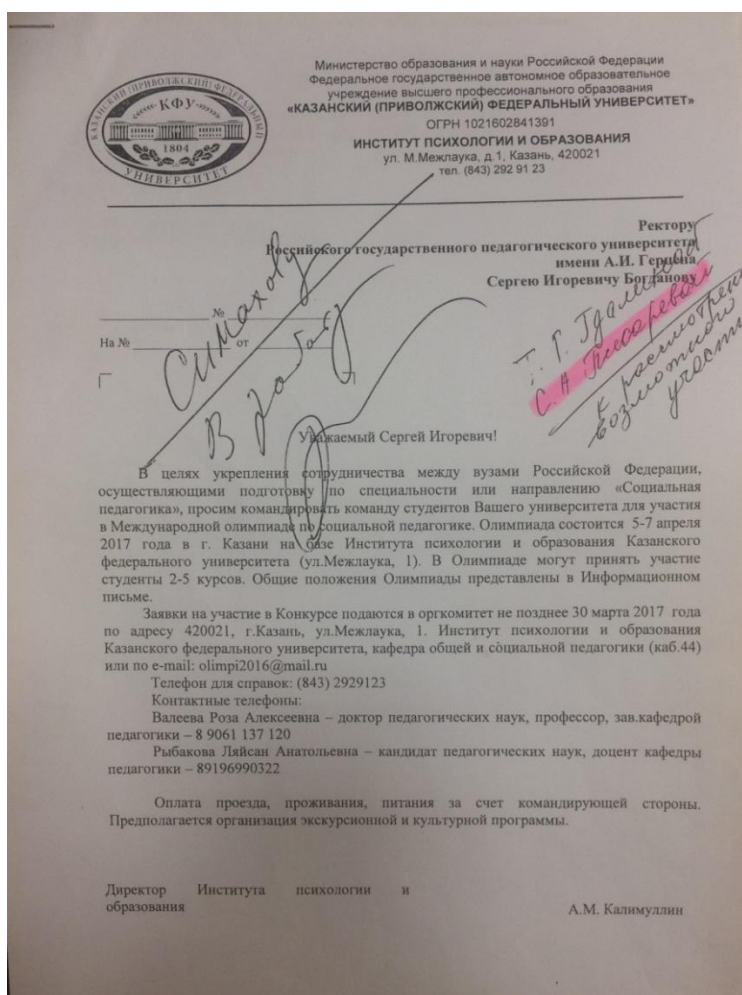 Министерство образования и науки Российской Федерации
Федеральное государственное автономное образовательное
учреждение высшего профессионального образования
«КАЗАНСКИЙ (ПРИВОЛЖСКИЙ) ФЕДЕРАЛЬНЫЙ УНИВЕРСИТЕТ»
ОГРН 1021602841391
ИНСТИТУТ ПСИХОЛОГИИ И ОБРАЗОВАНИЯ
ул. М.Межлаука, д.1, Казань, 420021
тел. (843) 292 91 23
КАЗАНСКИЙ (ПРИВОЛЖСКИЙ) ФЕДЕРАЛЬНЫЙ
УНИВЕРСИТЕТ
КФУ
1804
Ректору
Российского государственного педагогического университета
имени А.И. Герцена
Сергею Игоревичу Богданову
№
На № от
Симахову
В работу
С. А. Писаревой
к рассмотрению
возможного
участия
Уважаемый Сергей Игоревич!
В целях укрепления сотрудничества между вузами Российской Федерации,
осуществляющими подготовку по специальности или направлению «Социальная
педагогика», просим командировать команду студентов Вашего университета для участия
в Международной олимпиаде по социальной педагогике. Олимпиада состоится 5-7 апреля
2017 года в г. Казани на базе Института психологии и образования Казанского
федерального университета (ул.Межлаука, 1). В Олимпиаде могут принять участие
студенты 2-5 курсов. Общие положения Олимпиады представлены в Информационном
письме.
Заявки на участие в Конкурсе подаются в оргкомитет не позднее 30 марта 2017 года
по адресу 420021, г.Казань, ул.Межлаука, 1. Институт психологии и образования
Казанского федерального университета, кафедра общей и социальной педагогики (каб.44)
или по e-mail: olimpi2016@mail.ru
Телефон для справок: (843) 2929123
Контактные телефоны:
Валеева Роза Алексеевна – доктор педагогических наук, профессор, зав.кафедрой
педагогики – 8 9061 137 120
Рыбакова Ляйсан Анатольевна – кандидат педагогических наук, доцент кафедры
педагогики – 89196990322
Оплата проезда, проживания, питания за счет командирующей стороны.
Предполагается организация экскурсионной и культурной программы.
Директор Института психологии и
образования
А.М. Калимуллин